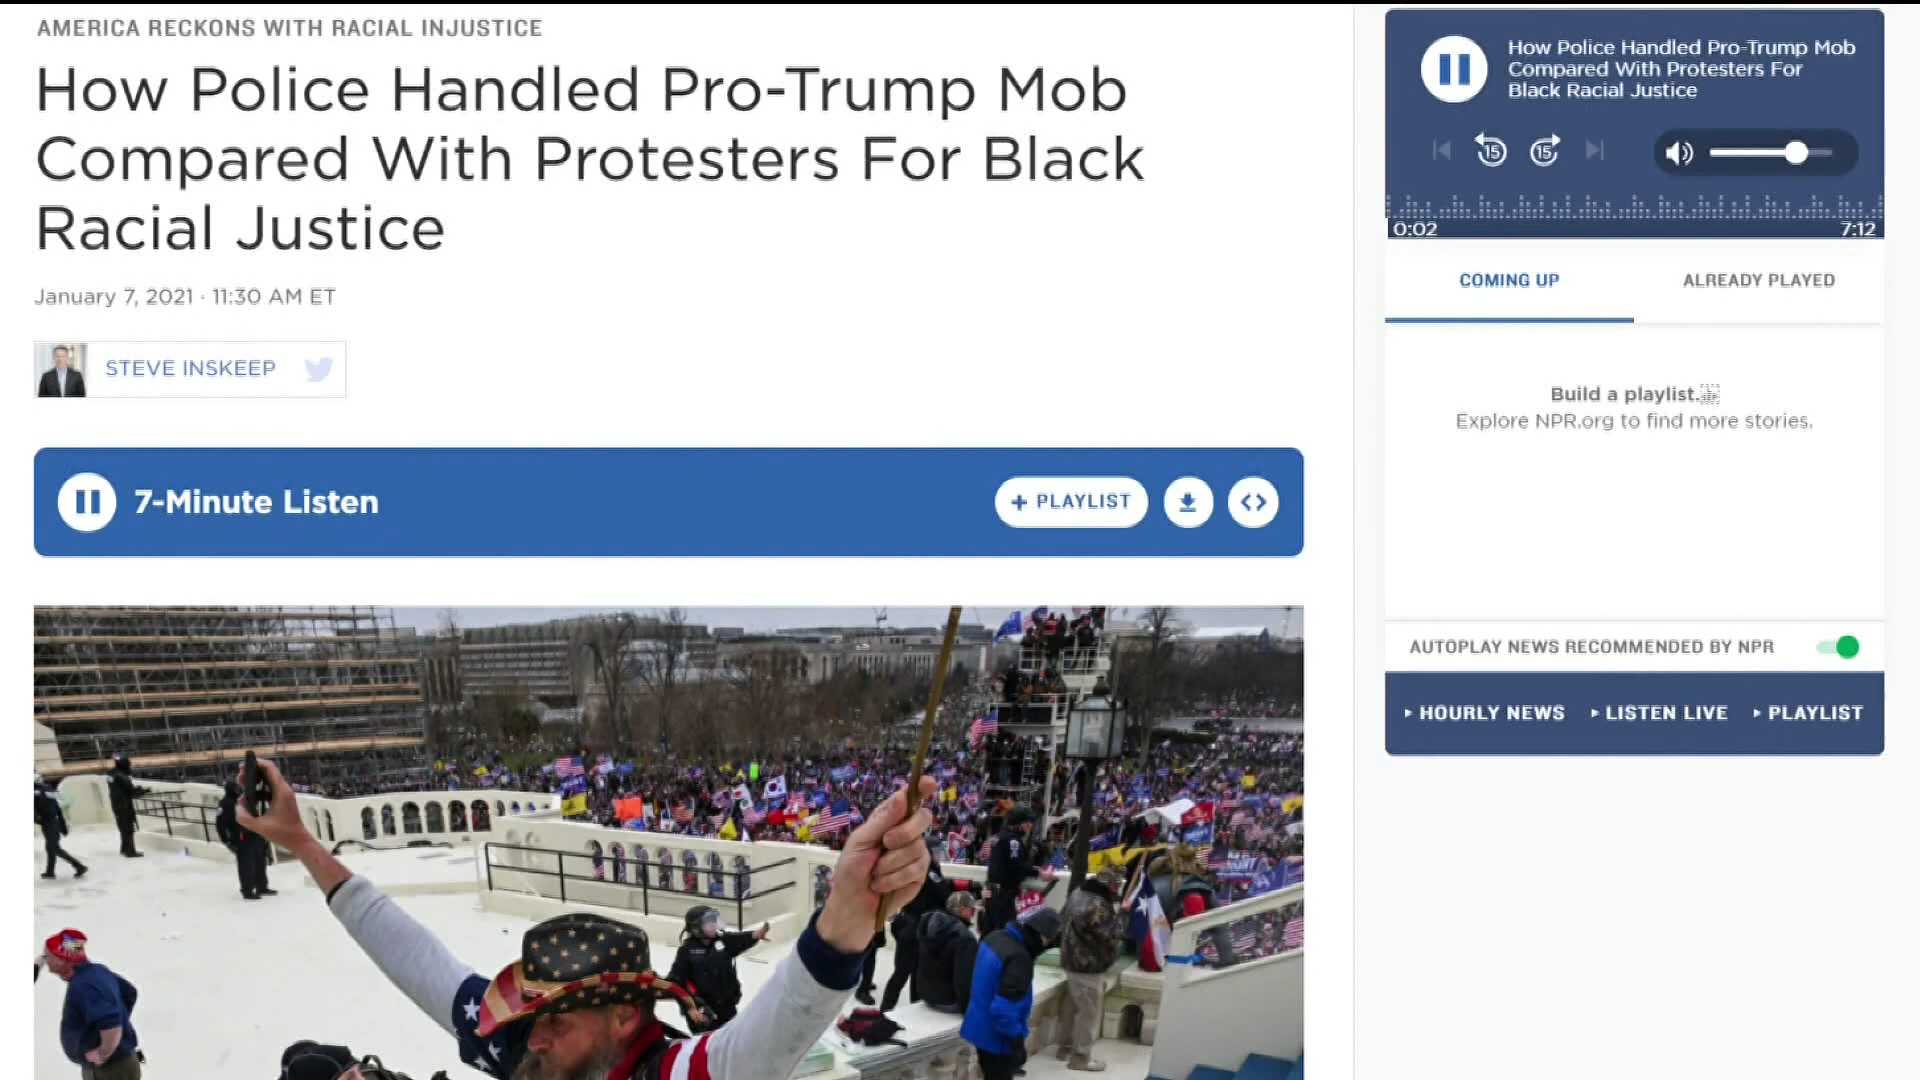 AMERICA RECKONS WITH RACIAL INJUSTICE
How Police Handled Pro-Trump Mob
Compared With Protesters For Black
Racial Justice
January 7, 2021 · 11:30 AM ET
STEVE INSKEEP
7-Minute Listen
+ PLAYLIST
How Police Handled Pro-Trump Mob
Compared With Protesters For
Black Racial Justice
15
15
0:02
7:12
COMING UP
ALREADY PLAYED
Build a playlist.
Explore NPR.org to find more stories.
AUTOPLAY NEWS RECOMMENDED BY NPR
HOURLY NEWS
LISTEN LIVE
PLAYLIST